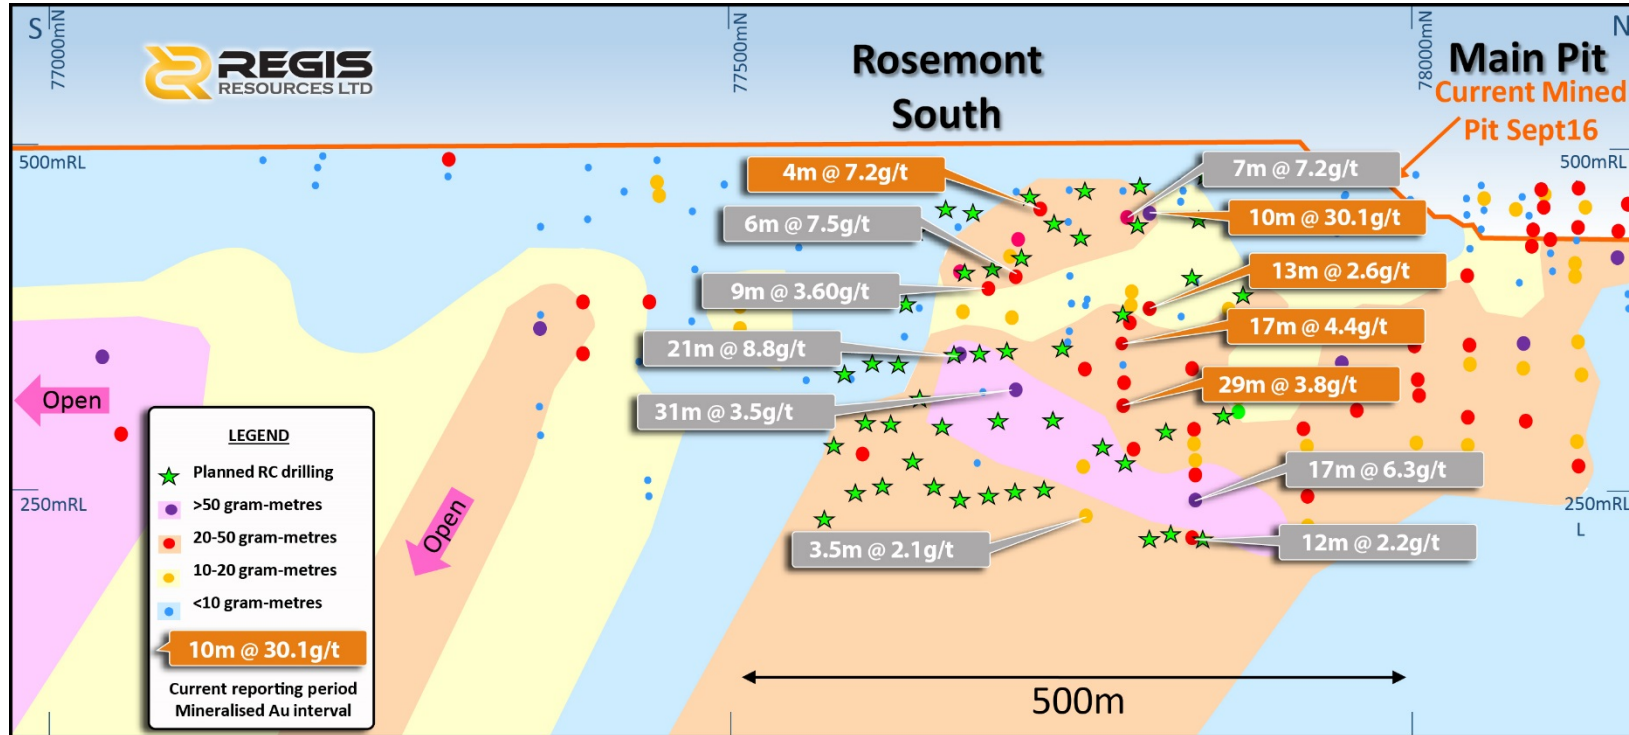 S
77000mN
REGIS
RESOURCES LTD
77500mN
Rosemont
South
78000mN
N
Main Pit
Current Mined
Pit Sept16
500mRL
500mRL
4m @ 7.2g/t
7m @ 7.2g/t
6m @ 7.5g/t
10m @ 30.1g/t
9m @ 3.60g/t
13m @ 2.6g/t
21m @ 8.8g/t
17m @ 4.4g/t
31m @ 3.5g/t
29m @ 3.8g/t
17m @ 6.3g/t
3.5m @ 2.1g/t
12m @ 2.2g/t
Open
Open
250mRL
250mRL
L
LEGEND
Planned RC drilling
>50 gram-metres
20-50 gram-metres
10-20 gram-metres
<10 gram-metres
10m @ 30.1g/t
Current reporting period
Mineralised Au interval
500m